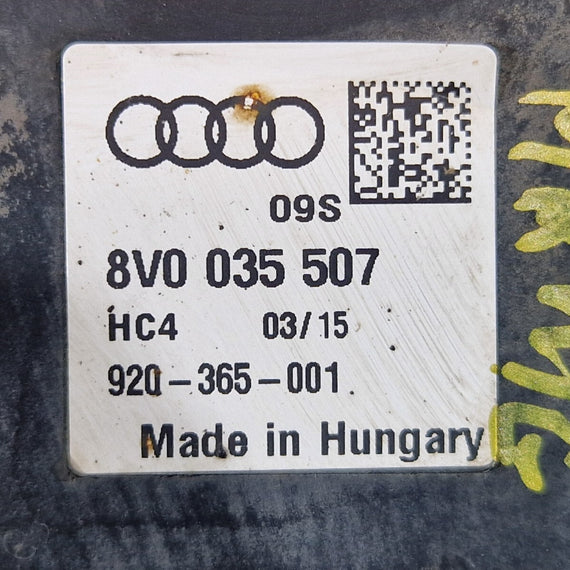 09S
8V0 035 507
HC4 03/15
920-365-001
Made in Hungary